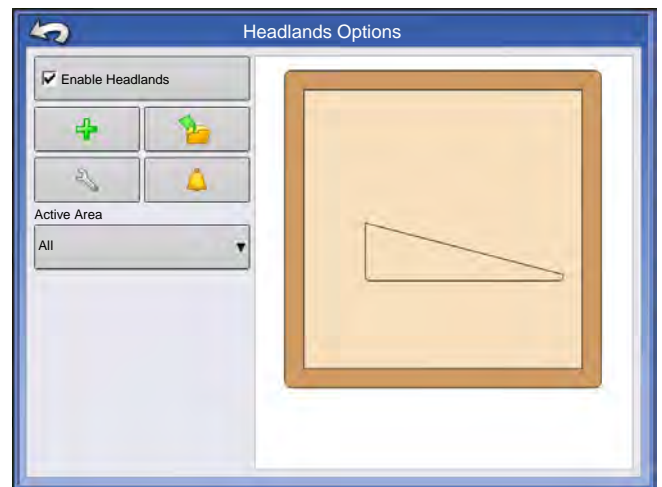 Headlands Options
Enable Headlands
Active Area
All